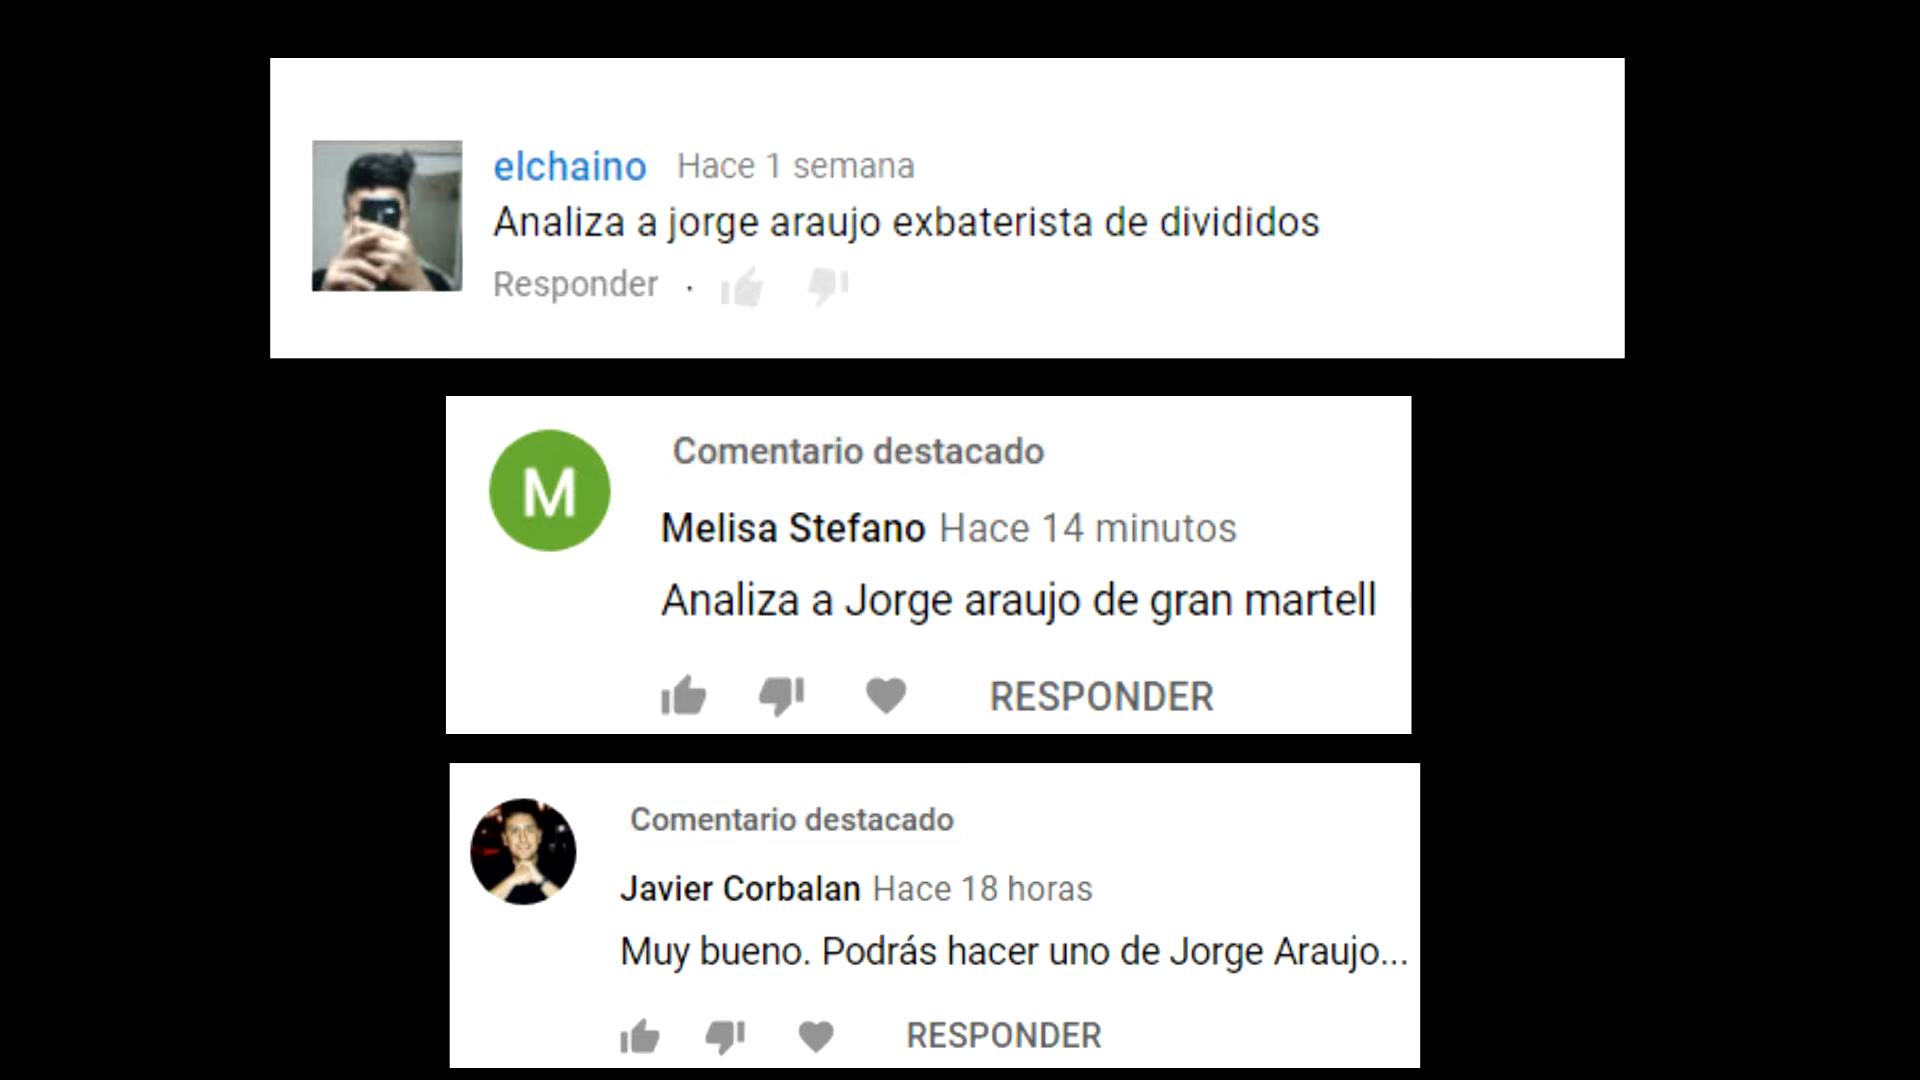 elchaino Hace 1 semana
Analiza a jorge araujo exbaterista de divididos
Responder ·
M
Comentario destacado
Melisa Stefano Hace 14 minutos
Analiza a Jorge araujo de gran martell
RESPONDER
Comentario destacado
Javier Corbalan Hace 18 horas
Muy bueno. Podrás hacer uno de Jorge Araujo...
RESPONDER